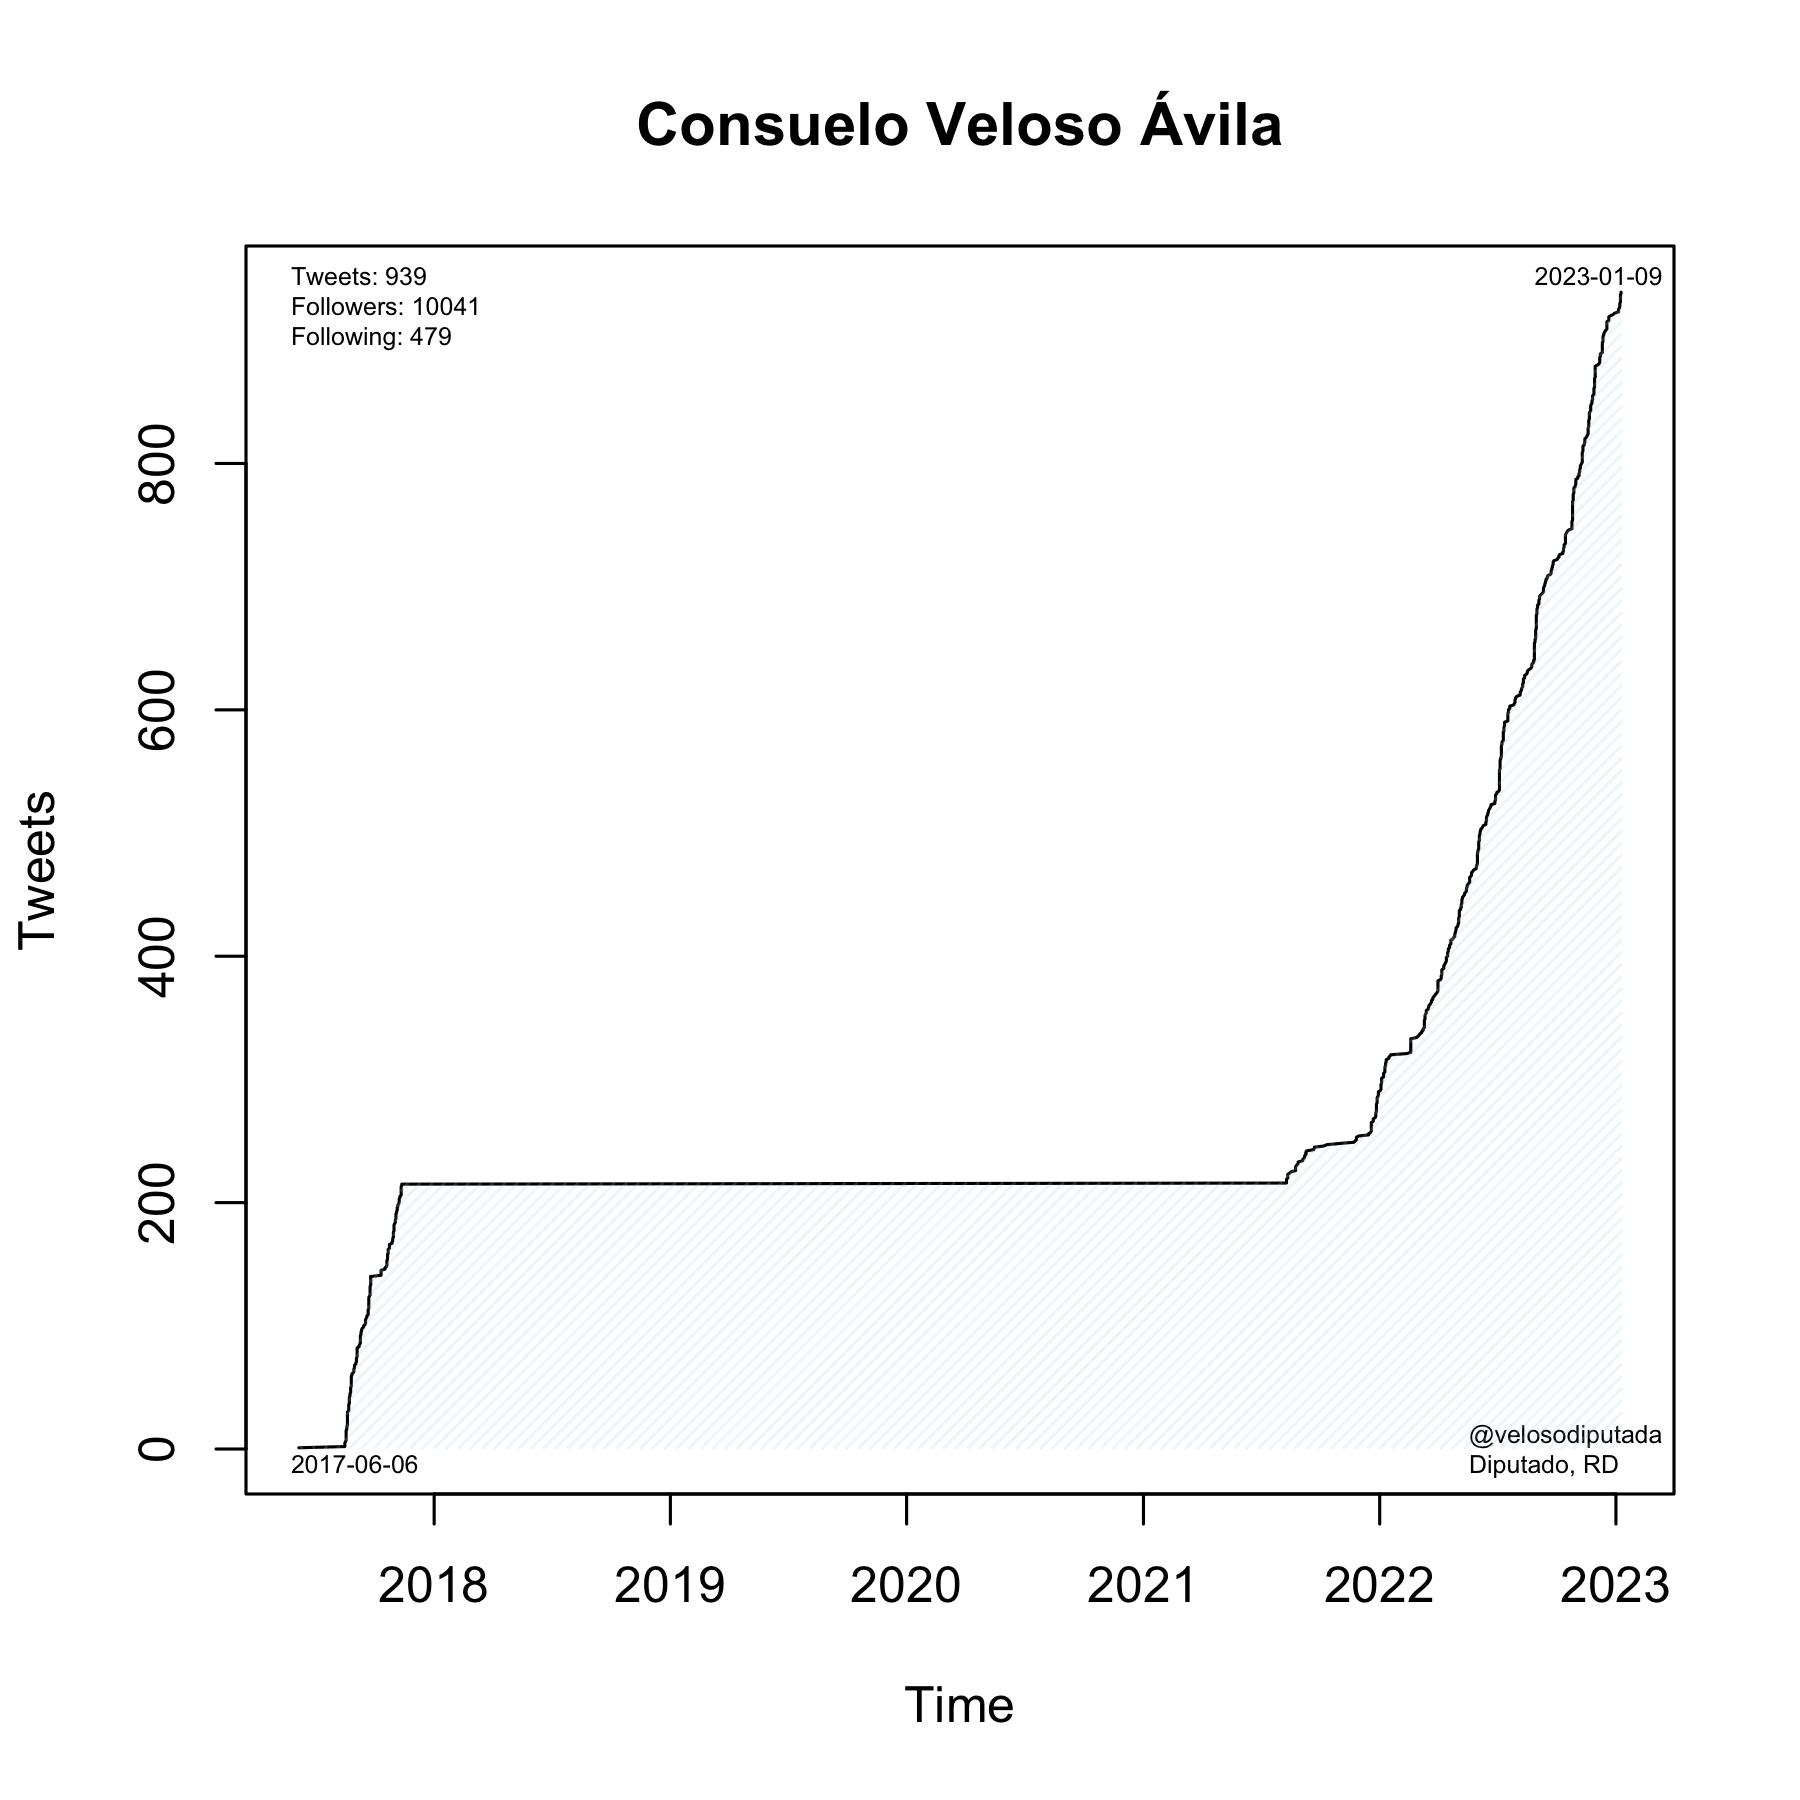 Consuelo Veloso Ávila
Tweets: 939
Followers: 10041
Following: 479
2023-01-09
800
600
400
200
0
Tweets
2017-06-06
@velosodiputada
Diputado, RD
2018
2019
2020
2021
2022
2023
Time